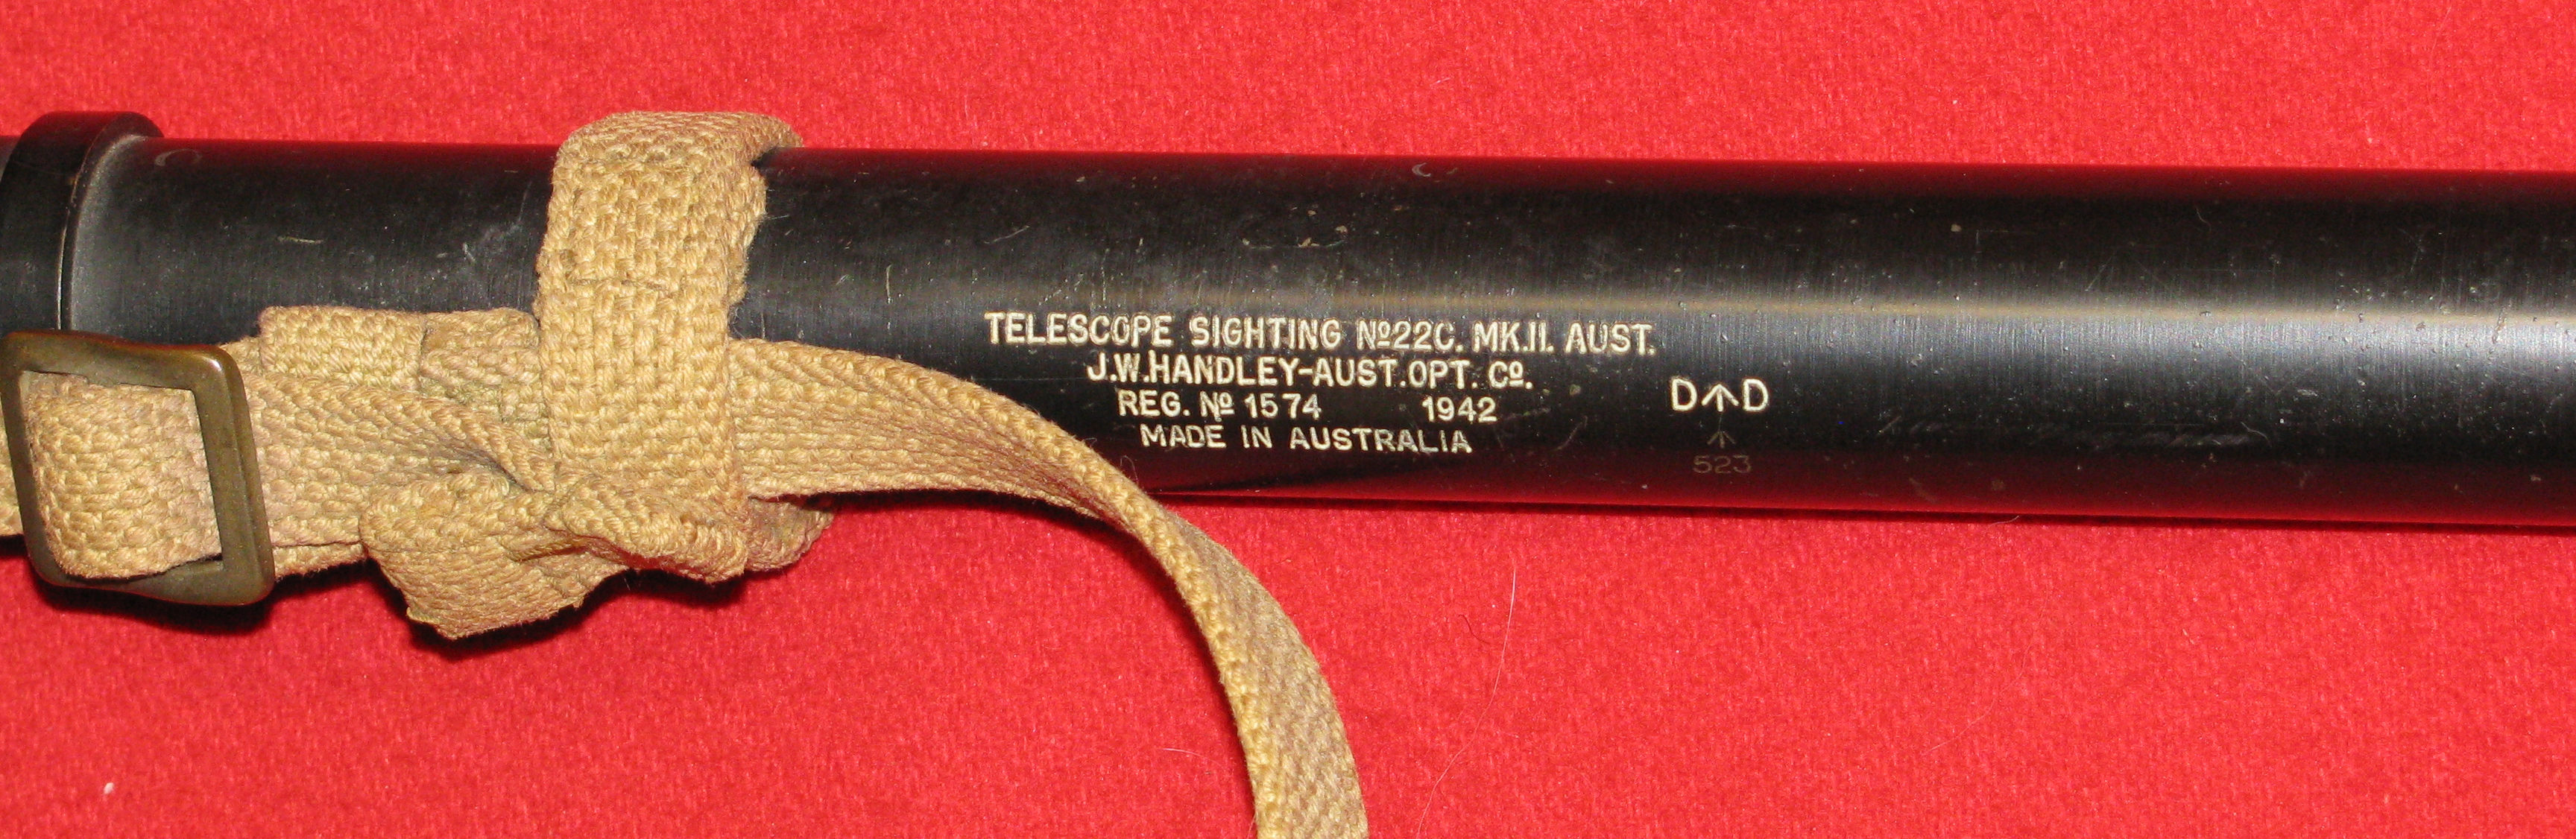 TELESCOPE SIGHTING Nº22C. MK.II. AUST.
J.W.HANDLEY-AUST.OPT. Cº.
REG. Nº 1574 1942
MADE IN AUSTRALIA
D↑D
↑
523